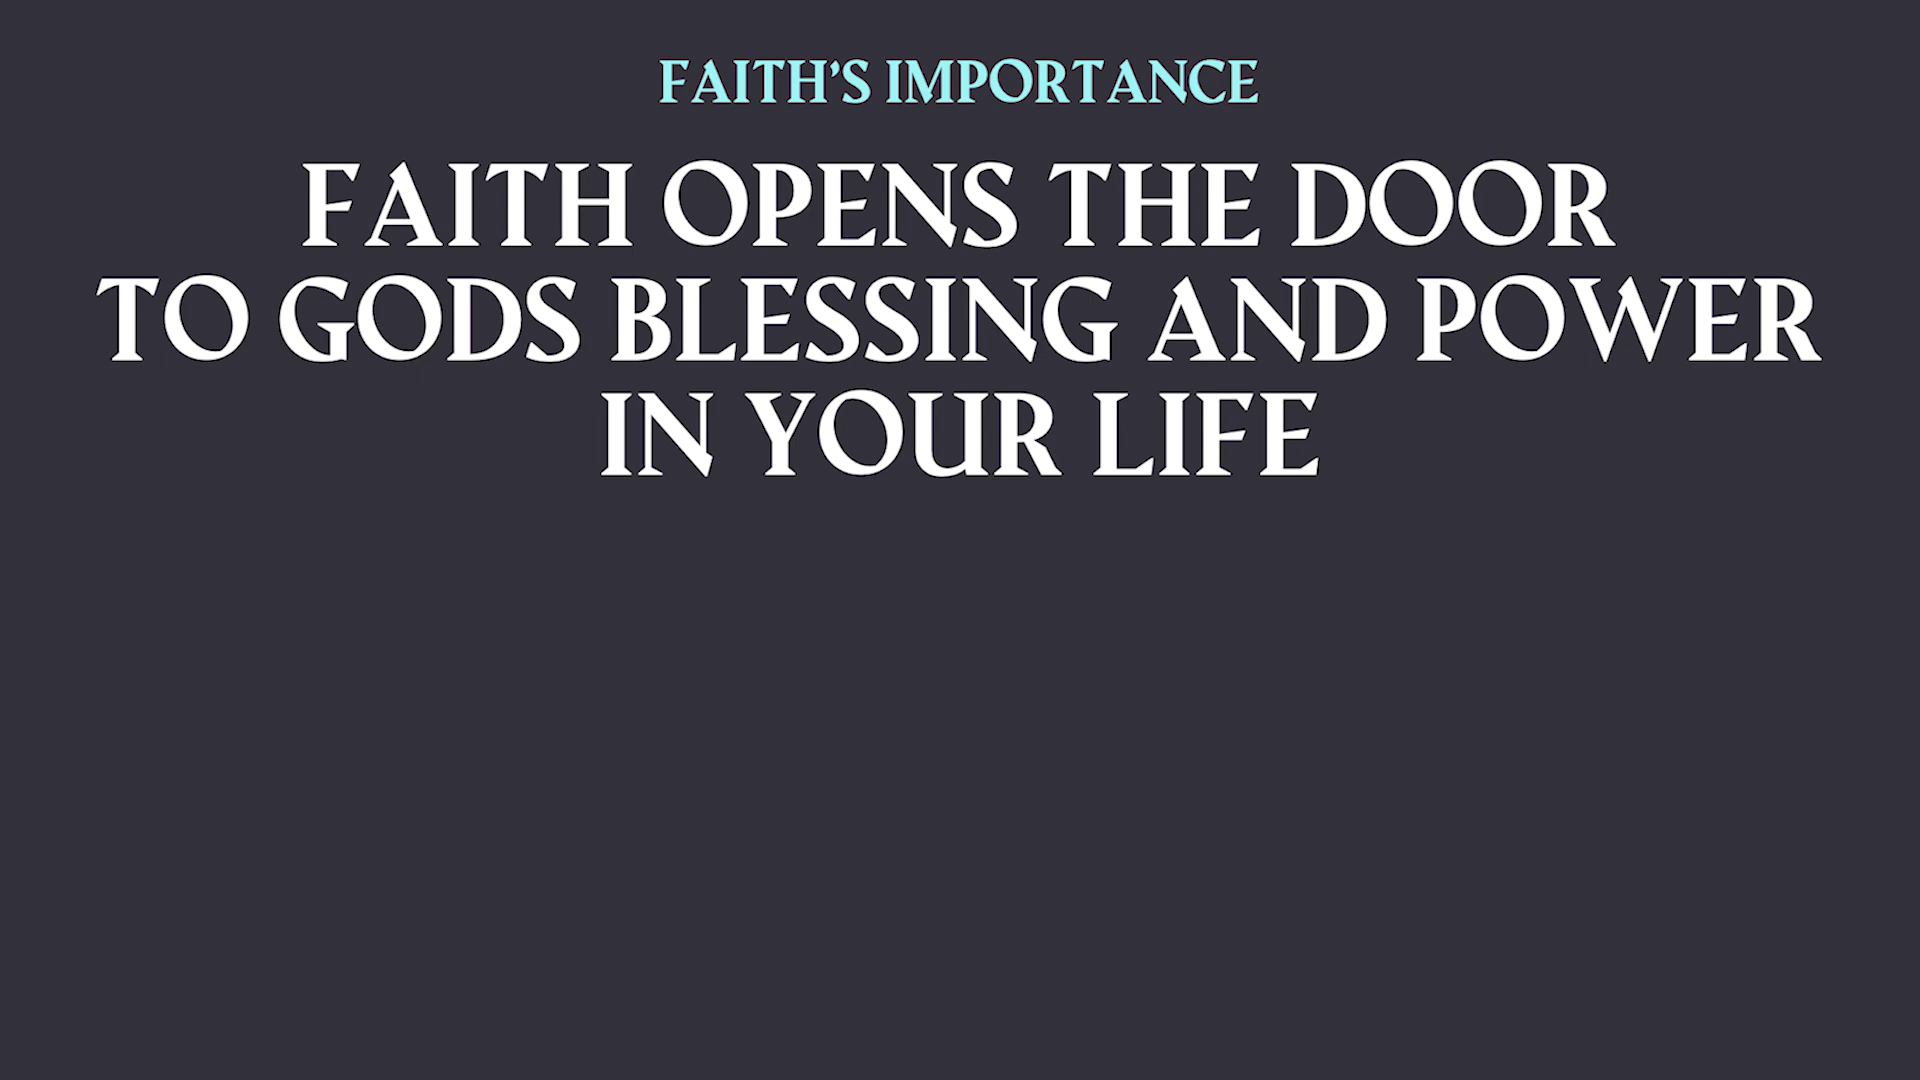 FAITH’S IMPORTANCE
FAITH OPENS THE DOOR
TO GODS BLESSING AND POWER
IN YOUR LIFE